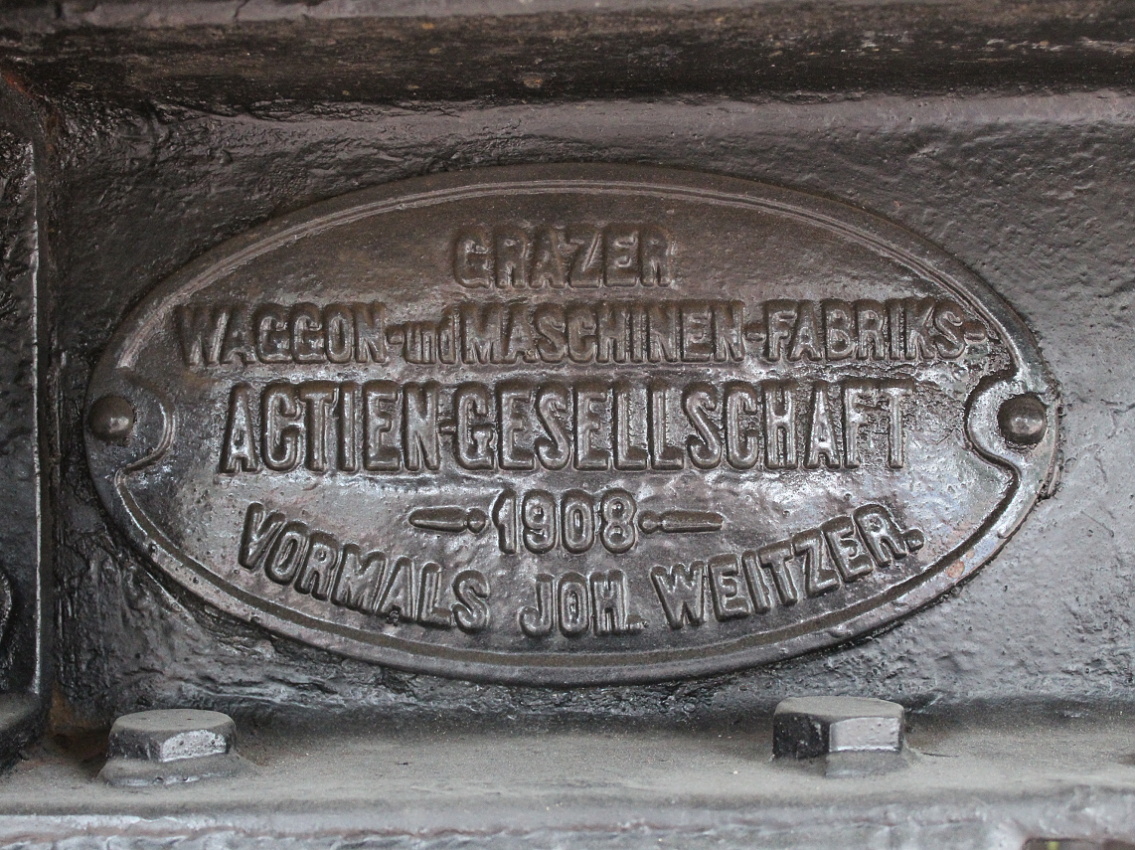 GRAZER
WAGGON-und MASCHINEN-FABRIKS-
ACTIEN-GESELLSCHAFT
1908
VORMALS JOH. WEITZER.